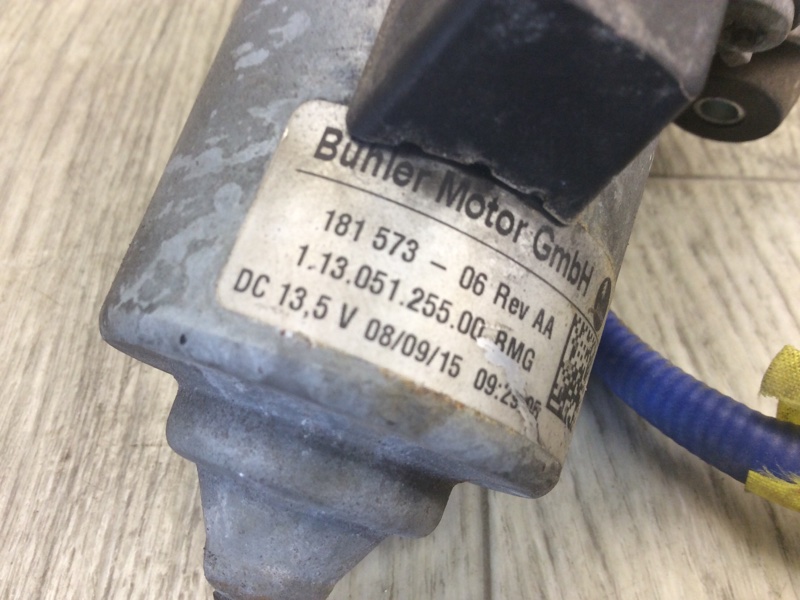 Bühler Motor GmbH
181 573 - 06 Rev AA
1.13.051.255.00 BMG
DC 13,5 V 08/09/15